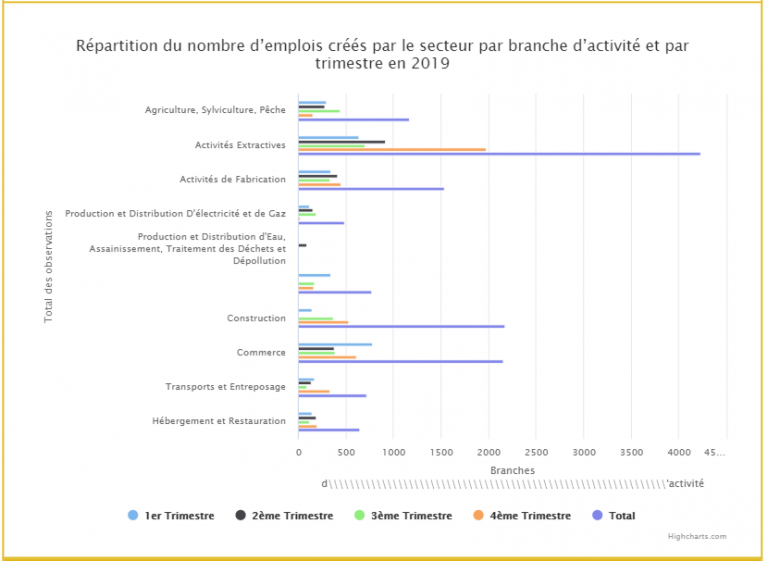 Répartition du nombre d’emplois créés par le secteur par branche d’activité et par
trimestre en 2019
Total des observations
Agriculture, Sylviculture, Pêche
Activités Extractives
Activités de Fabrication
Production et Distribution D'électricité et de Gaz
Production et Distribution d'Eau,
Assainissement, Traitement des Déchets et
Dépollution
Construction
Commerce
Transports et Entreposage
Hébergement et Restauration
0 500 1000 1500 2000 2500 3000 3500 4000 45…
Branches
d\\\\\\\\\\\\\\\\\\\\\\\\\\\\\\\\\\\\\\\\\\\\\\\\\\\\\\\\\\\\\\\'activité
1er Trimestre 2ème Trimestre 3ème Trimestre 4ème Trimestre Total
Highcharts.com